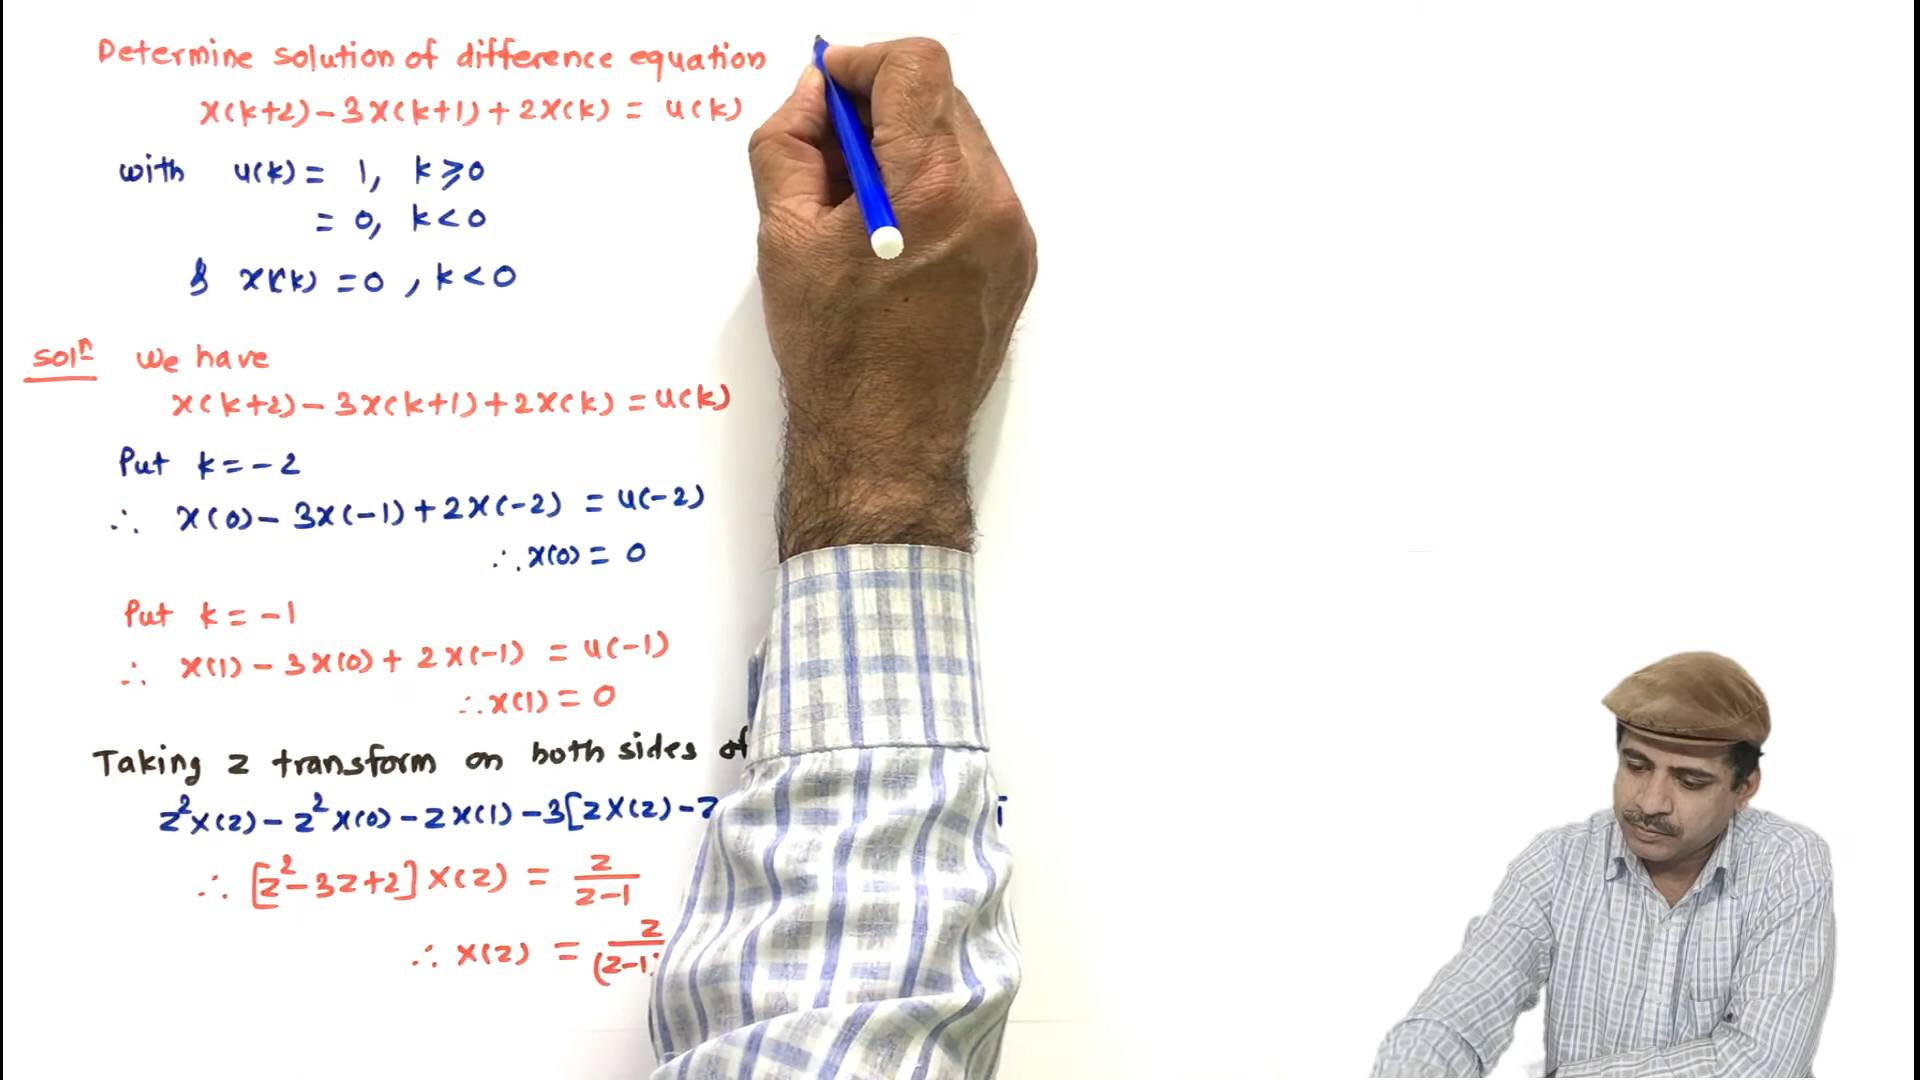 Determine solution of difference equation
x(k+2)-3x(k+1)+2x(k) = u(k)
with u(k) = 1, k≥0
= 0, k<0
& x(k) = 0, k<0
Solⁿ We have
x(k+2)-3x(k+1)+2x(k) = u(k)
Put k=-2
∴ x(0)-3x(-1)+2x(-2) = u(-2)
∴ x(0) = 0
Put k=-1
∴ x(1)-3x(0)+2x(-1) = u(-1)
∴ x(1) = 0
Taking z transform on both sides of
z²X(z)-z²x(0)-zx(1)-3[zX(z)-z
∴ [z²-3z+2]X(z) = z/(z-1)
∴ X(z) = z/(z-1)